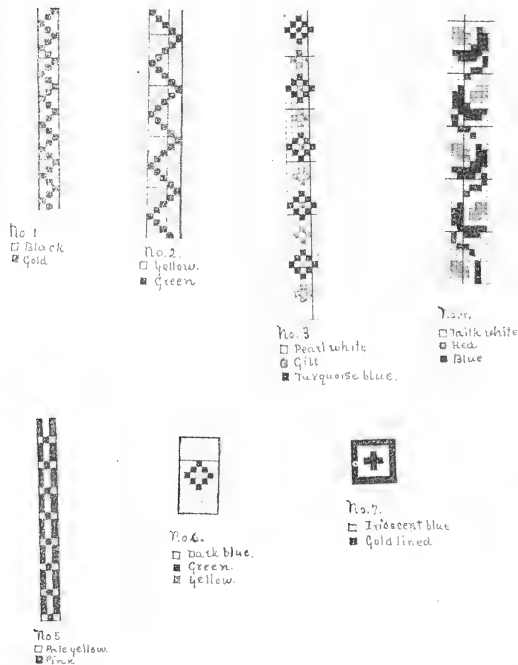 No 1
Black
Gold
No. 2.
Yellow.
Green
No. 3
Pearl white
Gilt
Turquoise blue.
white
Red
Blue
No 5
Pale yellow.
Pink
No. 6.
Dark blue.
Green
Yellow.
No. 7.
Iridescent blue
Gold lined